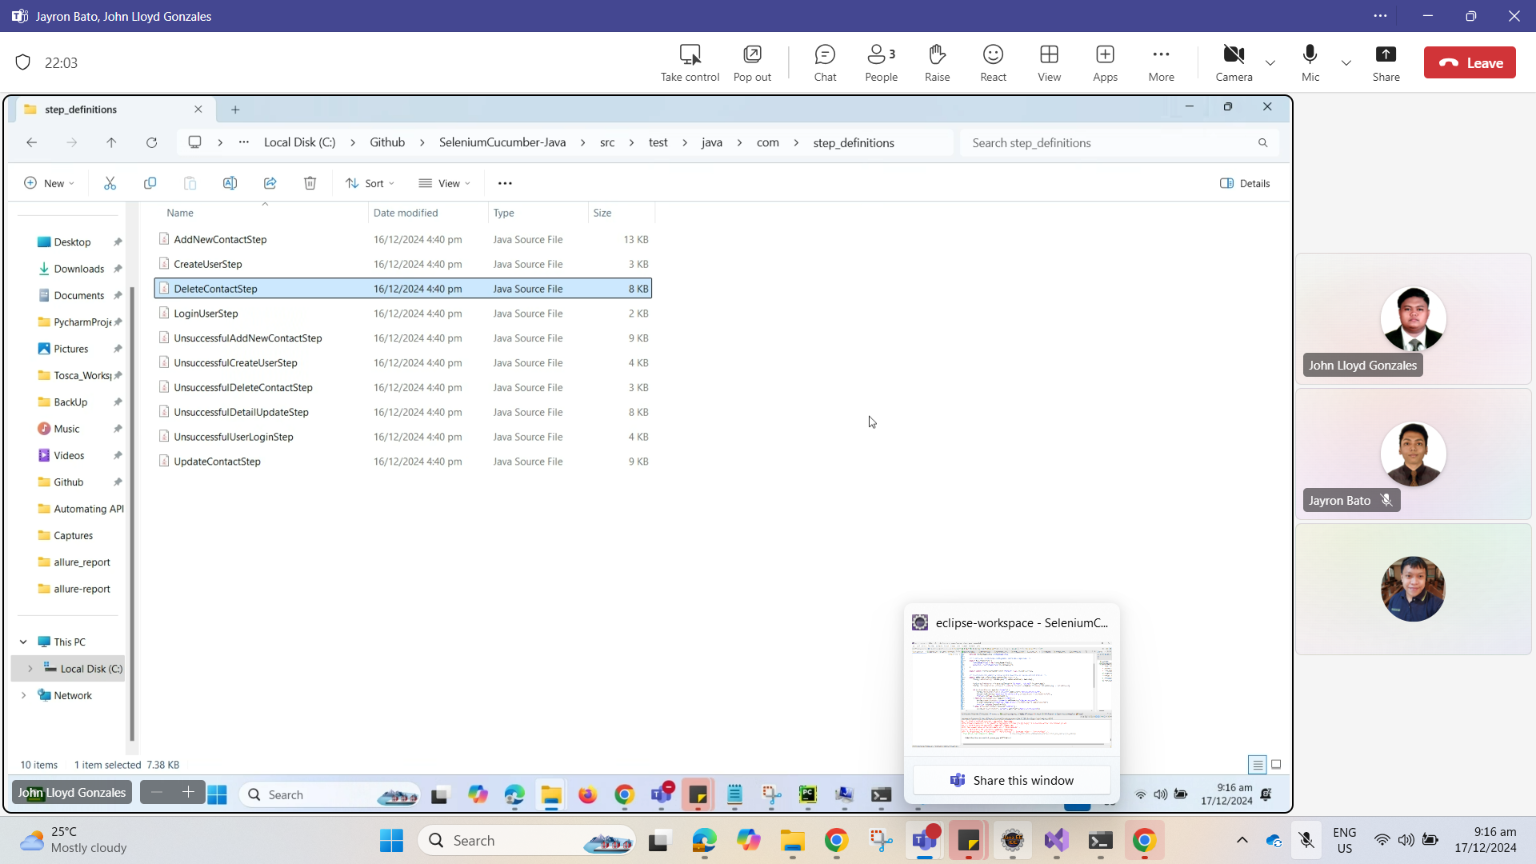 Jayron Bato, John Lloyd Gonzales
22:03
Take control
Pop out
Chat
3
People
Raise
React
View
Apps
More
Camera
Mic
Share
Leave
step_definitions
Local Disk (C:) > Github > SeleniumCucumber-Java > src > test > java > com > step_definitions
Search step_definitions
New
Sort
View
Details
Name Date modified Type Size
AddNewContactStep 16/12/2024 4:40 pm Java Source File 13 KB
CreateUserStep 16/12/2024 4:40 pm Java Source File 3 KB
DeleteContactStep 16/12/2024 4:40 pm Java Source File 8 KB
LoginUserStep 16/12/2024 4:40 pm Java Source File 2 KB
UnsuccessfulAddNewContactStep 16/12/2024 4:40 pm Java Source File 9 KB
UnsuccessfulCreateUserStep 16/12/2024 4:40 pm Java Source File 4 KB
UnsuccessfulDeleteContactStep 16/12/2024 4:40 pm Java Source File 3 KB
UnsuccessfulDetailUpdateStep 16/12/2024 4:40 pm Java Source File 8 KB
UnsuccessfulUserLoginStep 16/12/2024 4:40 pm Java Source File 4 KB
UpdateContactStep 16/12/2024 4:40 pm Java Source File 9 KB
Desktop
Downloads
Documents
PycharmProje
Pictures
Tosca_Worksp
BackUp
Music
Videos
Github
Automating API
Captures
allure_report
allure-report
This PC
Local Disk (C:)
Network
10 items 1 item selected 7.38 KB
John Lloyd Gonzales
Search
9:16 am
17/12/2024
eclipse-workspace - SeleniumC...
Share this window
John Lloyd Gonzales
Jayron Bato
25°C
Mostly cloudy
Search
ENG
US
9:16 am
17/12/2024